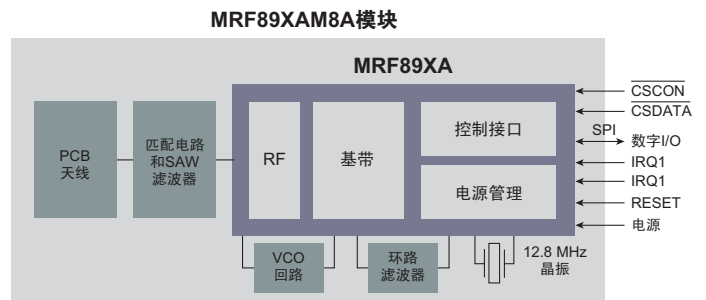 MRF89XAM8A模块
MRF89XA
PCB
天线
匹配电路
和SAW
滤波器
RF
基带
控制接口
电源管理
CSCON
CSDATA
SPI
数字I/O
IRQ1
IRQ1
RESET
电源
VCO
回路
环路
滤波器
12.8 MHz
晶振